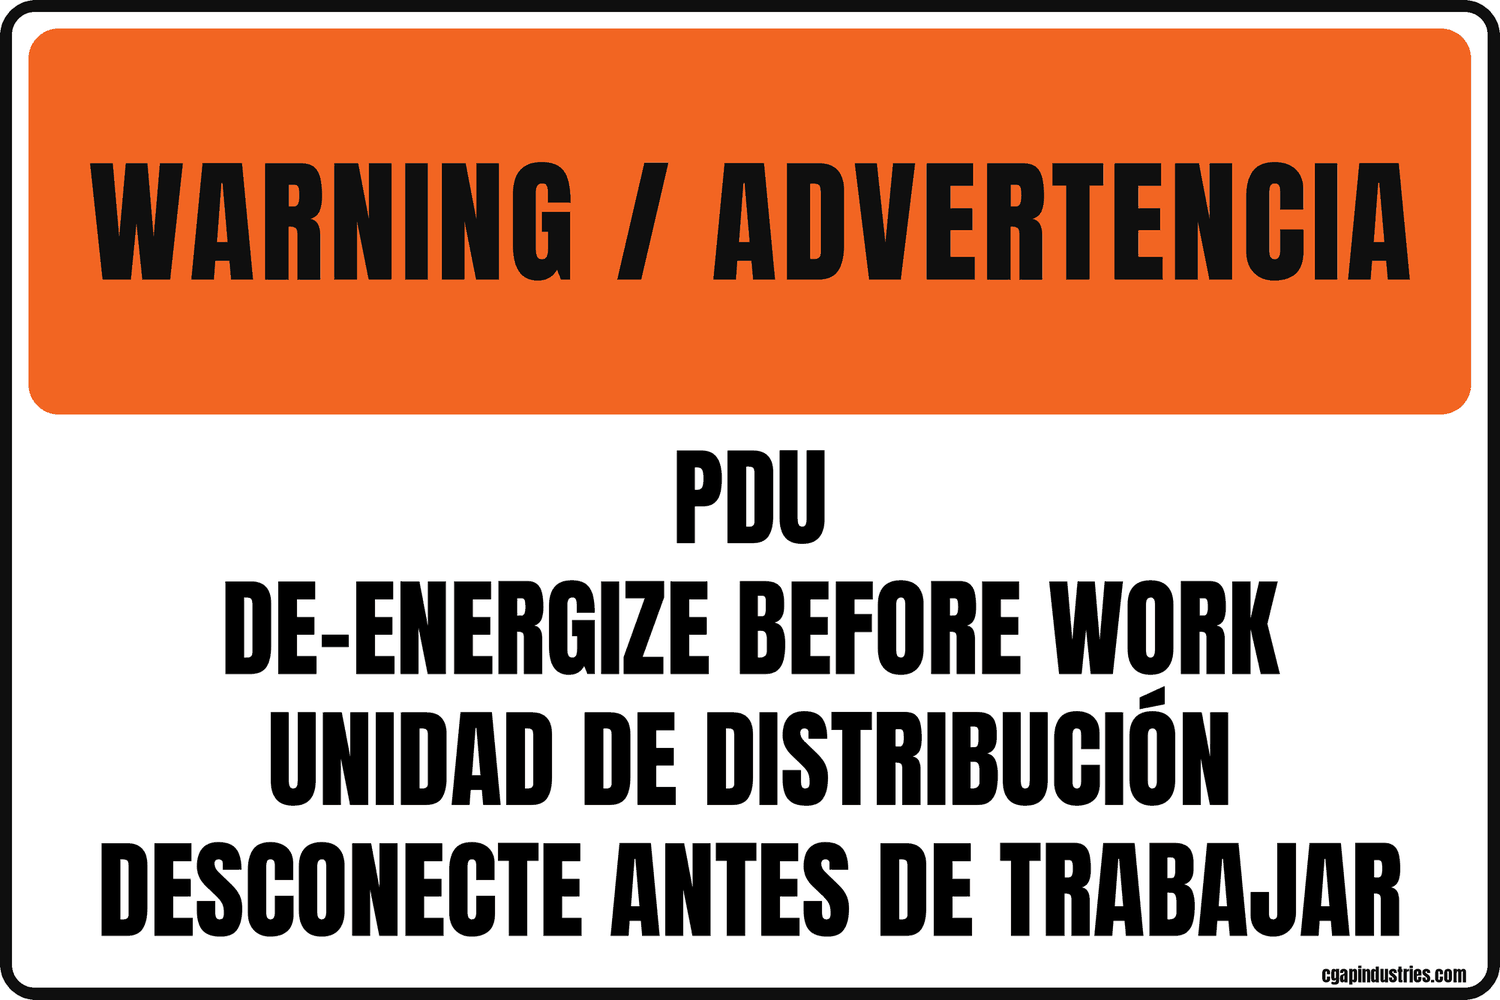 WARNING / ADVERTENCIA
PDU
DE-ENERGIZE BEFORE WORK
UNIDAD DE DISTRIBUCIÓN
DESCONECTE ANTES DE TRABAJAR
cgapindustries.com